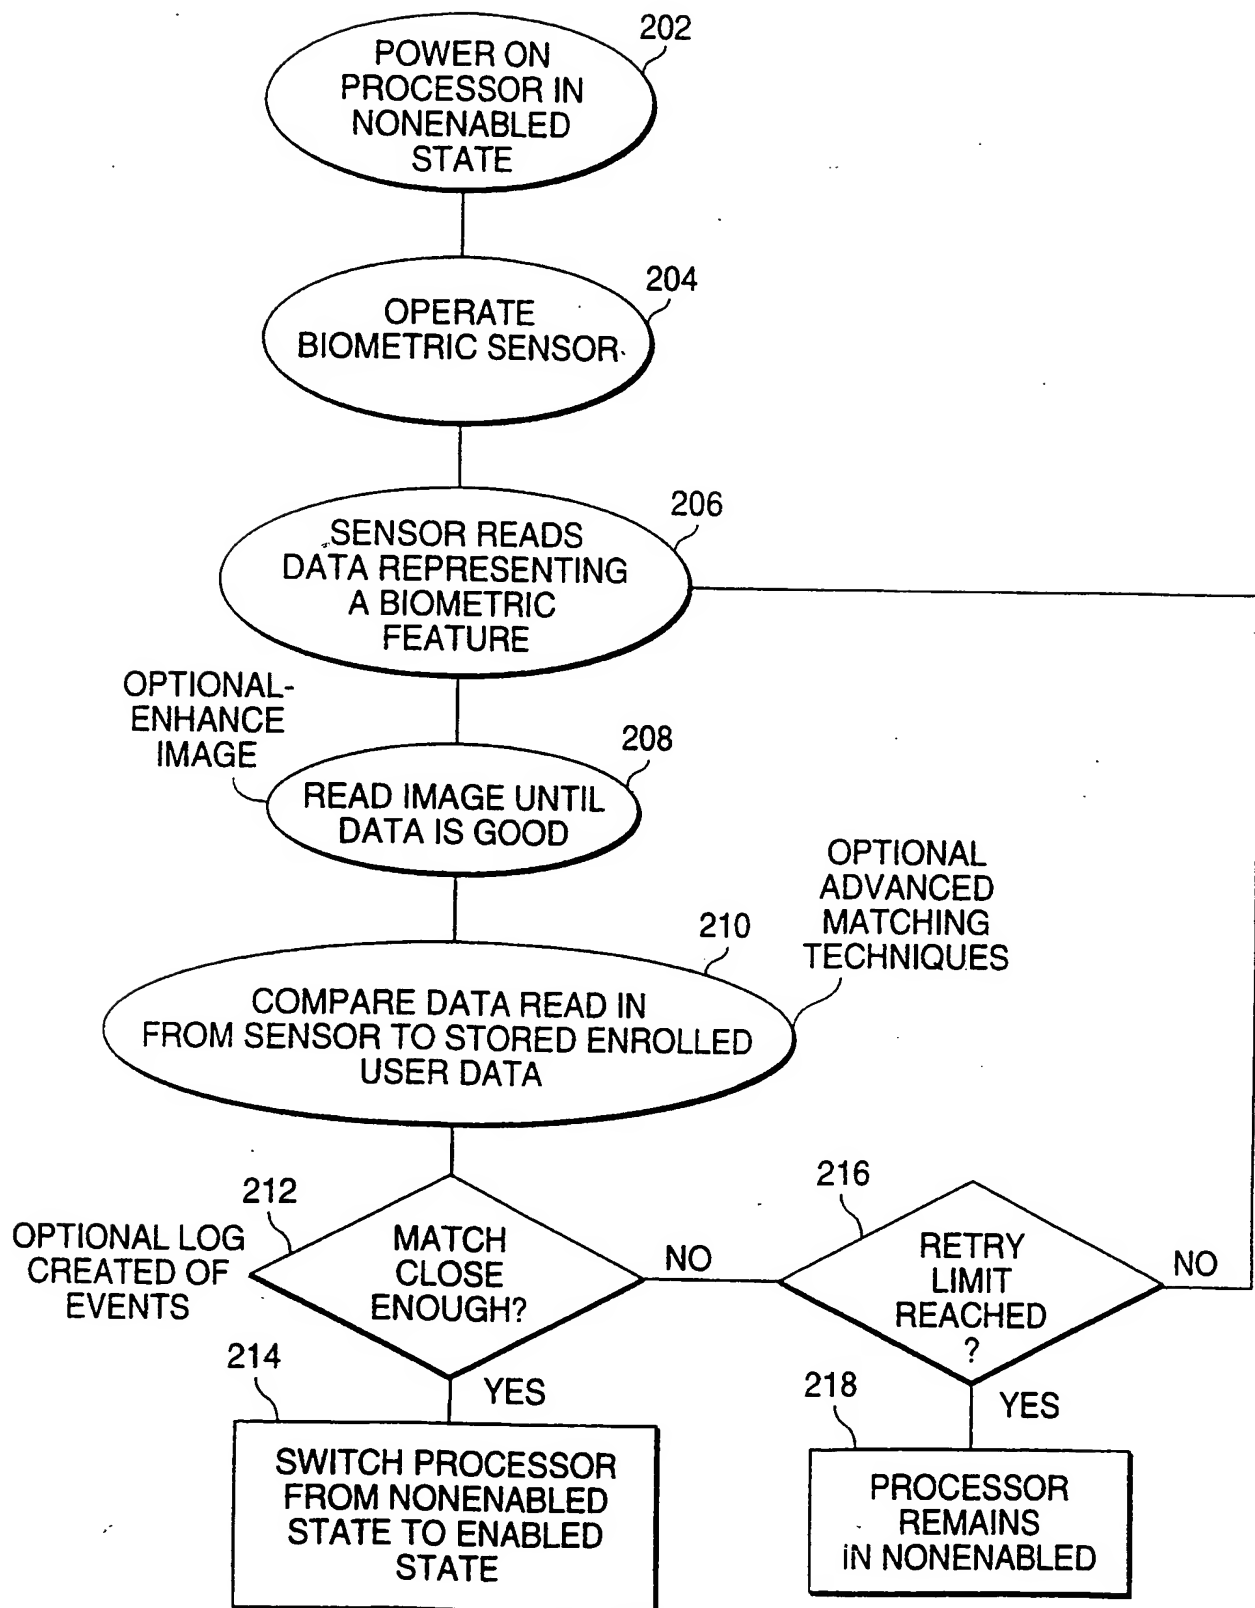 202
POWER ON
PROCESSOR IN
NONENABLED
STATE
204
OPERATE
BIOMETRIC SENSOR
206
SENSOR READS
DATA REPRESENTING
A BIOMETRIC
FEATURE
OPTIONAL-
ENHANCE
IMAGE
208
READ IMAGE UNTIL
DATA IS GOOD
OPTIONAL
ADVANCED
MATCHING
TECHNIQUES
210
COMPARE DATA READ IN
FROM SENSOR TO STORED ENROLLED
USER DATA
212
OPTIONAL LOG
CREATED OF
EVENTS
MATCH
CLOSE
ENOUGH?
NO
216
RETRY
LIMIT
REACHED
?
NO
214
YES
SWITCH PROCESSOR
FROM NONENABLED
STATE TO ENABLED
STATE
218
YES
PROCESSOR
REMAINS
IN NONENABLED